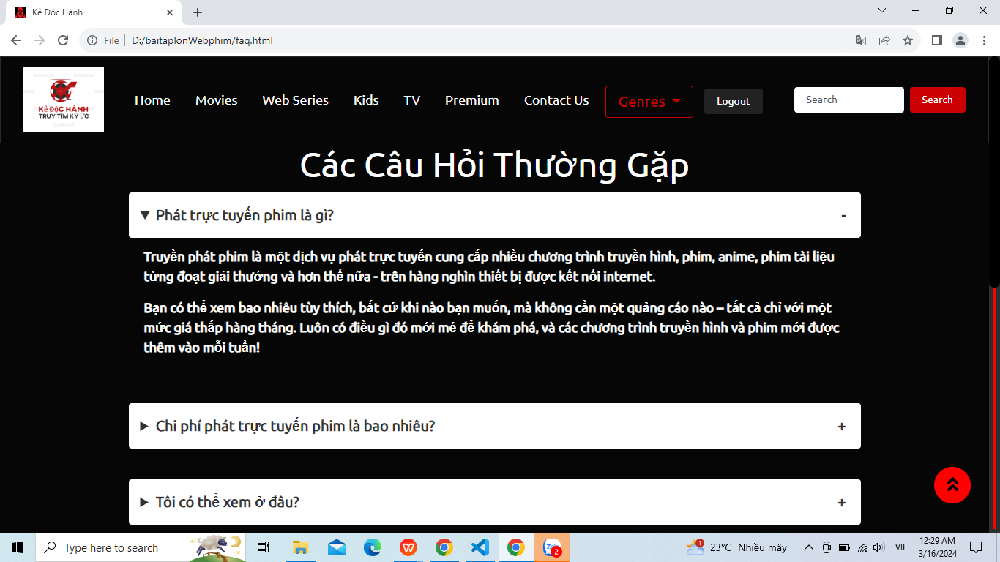 Kẻ Độc Hành
File D:/baitaplonWebphim/faq.html
KẺ ĐỘC HÀNH
TRUY TÌM KÝ ỨC
Home Movies Web Series Kids TV Premium Contact Us Genres Logout Search Search
Các Câu Hỏi Thường Gặp
Phát trực tuyến phim là gì? -
Truyền phát phim là một dịch vụ phát trực tuyến cung cấp nhiều chương trình truyền hình, phim, anime, phim tài liệu
từng đoạt giải thưởng và hơn thế nữa - trên hàng nghìn thiết bị được kết nối internet.
Bạn có thể xem bao nhiêu tùy thích, bất cứ khi nào bạn muốn, mà không cần một quảng cáo nào – tất cả chỉ với một
mức giá thấp hàng tháng. Luôn có điều gì đó mới mẻ để khám phá, và các chương trình truyền hình và phim mới được
thêm vào mỗi tuần!
Chi phí phát trực tuyến phim là bao nhiêu? +
Tôi có thể xem ở đâu? +
Type here to search
Zalo 2
1 23°C Nhiều mây
VIE
12:29 AM
3/16/2024